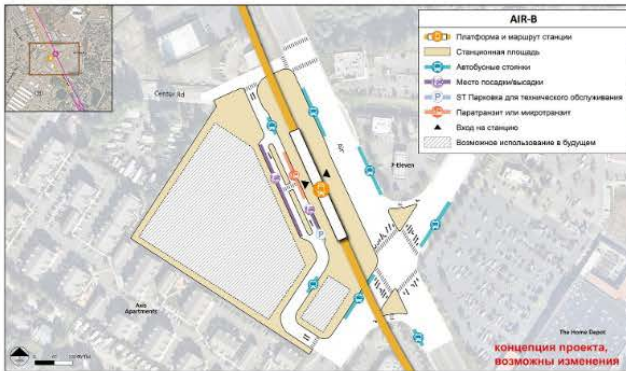 AIR-B
Платформа и маршрут станции
Станционная площадь
Автобусные стоянки
Место посадки/высадки
ST Парковка для технического обслуживания
Паратранзит или микротранзит
Вход на станцию
Возможное использование в будущем
Center Rd
7-Eleven
P
Axis
Apartments
The Home Depot
концепция проекта,
возможны изменения